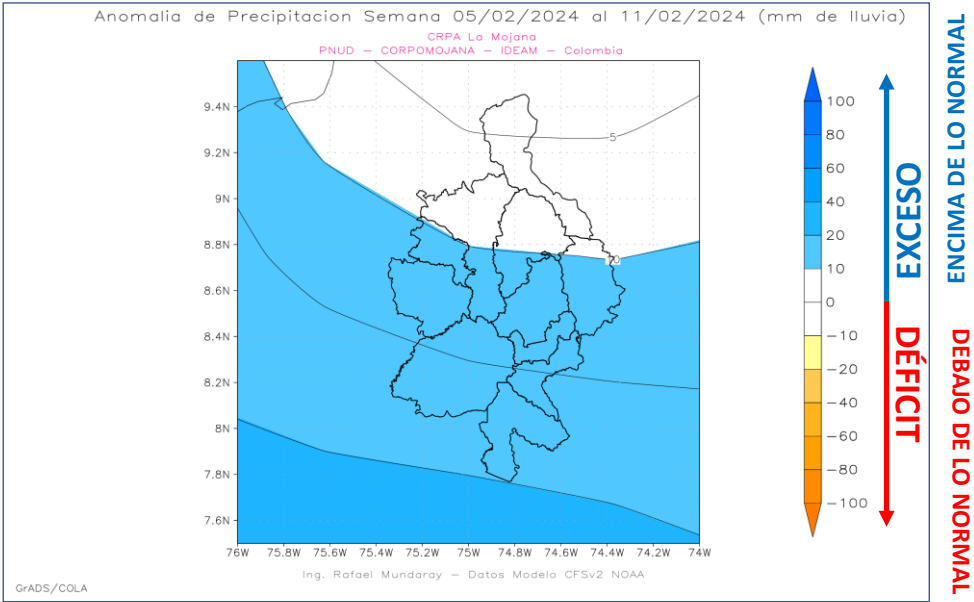 Anomalia de Precipitacion Semana 05/02/2024 al 11/02/2024 (mm de lluvia)
CRPA La Mojana
PNUD – CORPOMOJANA – IDEAM – Colombia
9.4N
9.2N
9N
8.8N
8.6N
8.4N
8.2N
8N
7.8N
7.6N
5
76W 75.8W 75.6W 75.4W 75.2W 75W 74.8W 74.6W 74.4W 74.2W 74W
Ing. Rafael Mundaray – Datos Modelo CFSv2 NOAA
GrADS/COLA
100
80
60
40
20
10
0
−10
−20
−40
−60
−80
−100
EXCESO
DÉFICIT
ENCIMA DE LO NORMAL
DEBAJO DE LO NORMAL